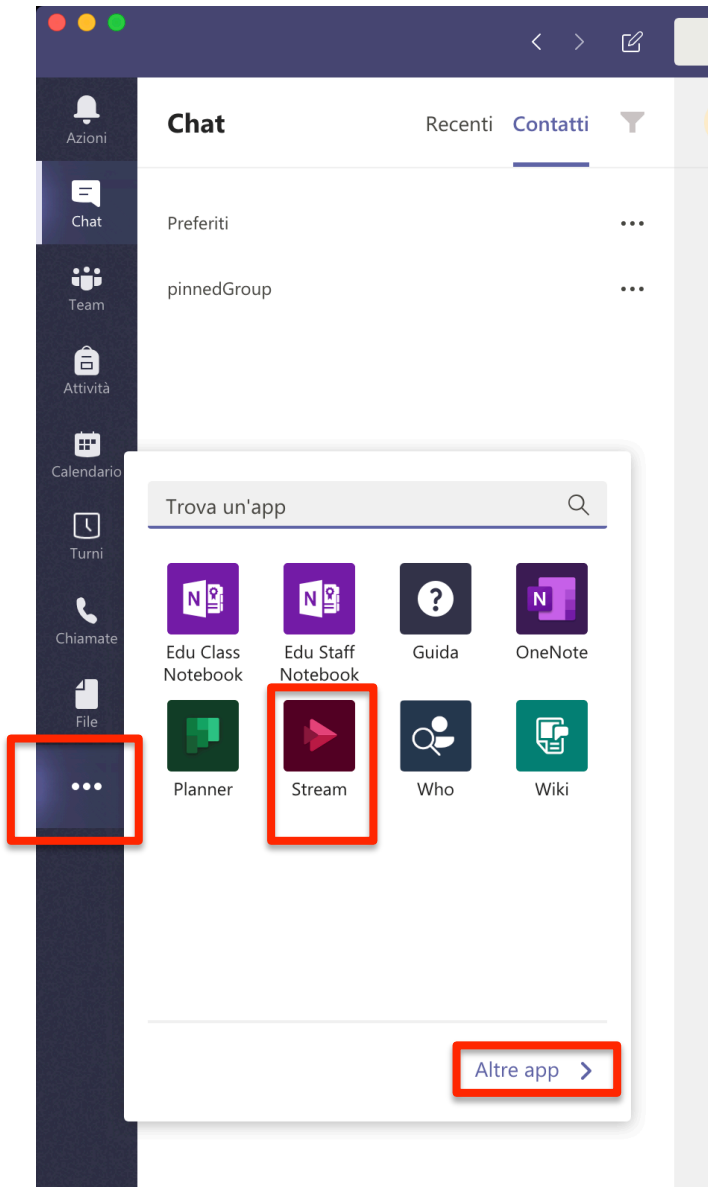 Azioni
Chat
Recenti
Contatti
Chat
Preferiti
pinnedGroup
Team
Attività
Calendario
Turni
Chiamate
File
Trova un'app
Edu Class
Notebook
Edu Staff
Notebook
Guida
OneNote
Planner
Stream
Who
Wiki
Altre app